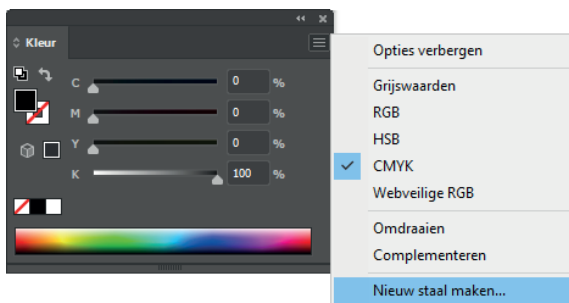 Kleur
C 0 %
M 0 %
Y 0 %
K 100 %
Opties verbergen
Grijswaarden
RGB
HSB
CMYK
Webveilige RGB
Omdraaien
Complementeren
Nieuw staal maken...